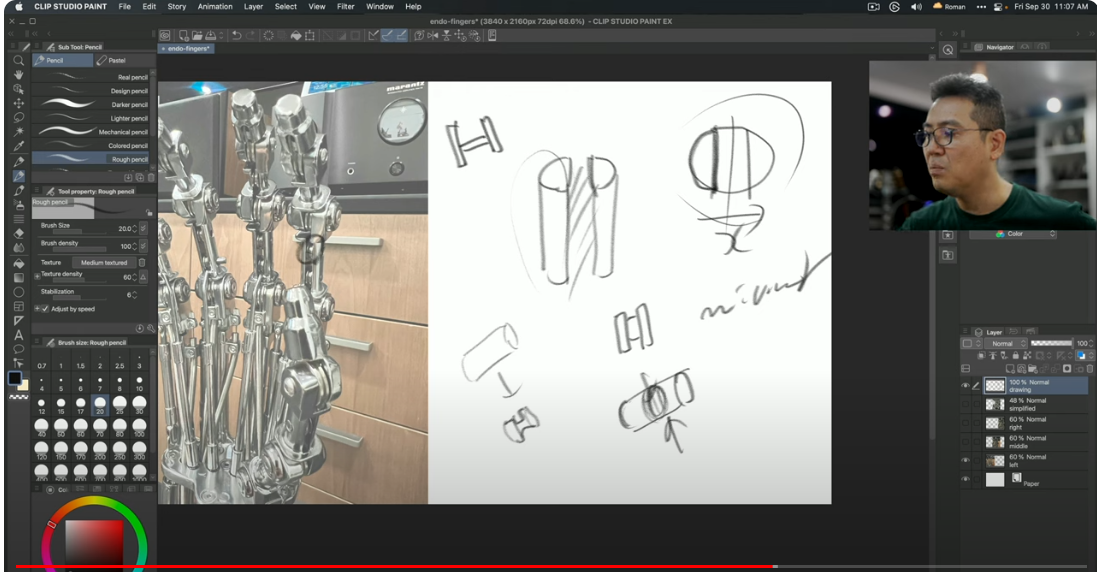 CLIP STUDIO PAINT File Edit Story Animation Layer Select View Filter Window Help Roman Fri Sep 30 11:07 AM
endo-fingers* (3840 x 2160px 72dpi 68.6%) - CLIP STUDIO PAINT EX
Sub Tool: Pencil
endo-fingers*
Navigator
Pencil Pastel
Real pencil
Design pencil
Darker pencil
Lighter pencil
Mechanical pencil
Colored pencil
Rough pencil
marantz
Tool property: Rough pencil
Rough pencil
Brush Size 20.0
Brush density 100
Texture Medium textured
Texture density 60
Stabilization 6
Adjust by speed
Color
Brush size: Rough pencil
0.7 1 1.5 2 2.5 3
4 5 6 7 8 10
12 15 17 20 25 30
40 50 60 70 80 100
120 150 170 200 250 300
Layer
Normal 100
100 % Normal
drawing
48 % Normal
simplified
60 % Normal
right
60 % Normal
middle
60 % Normal
left
Paper